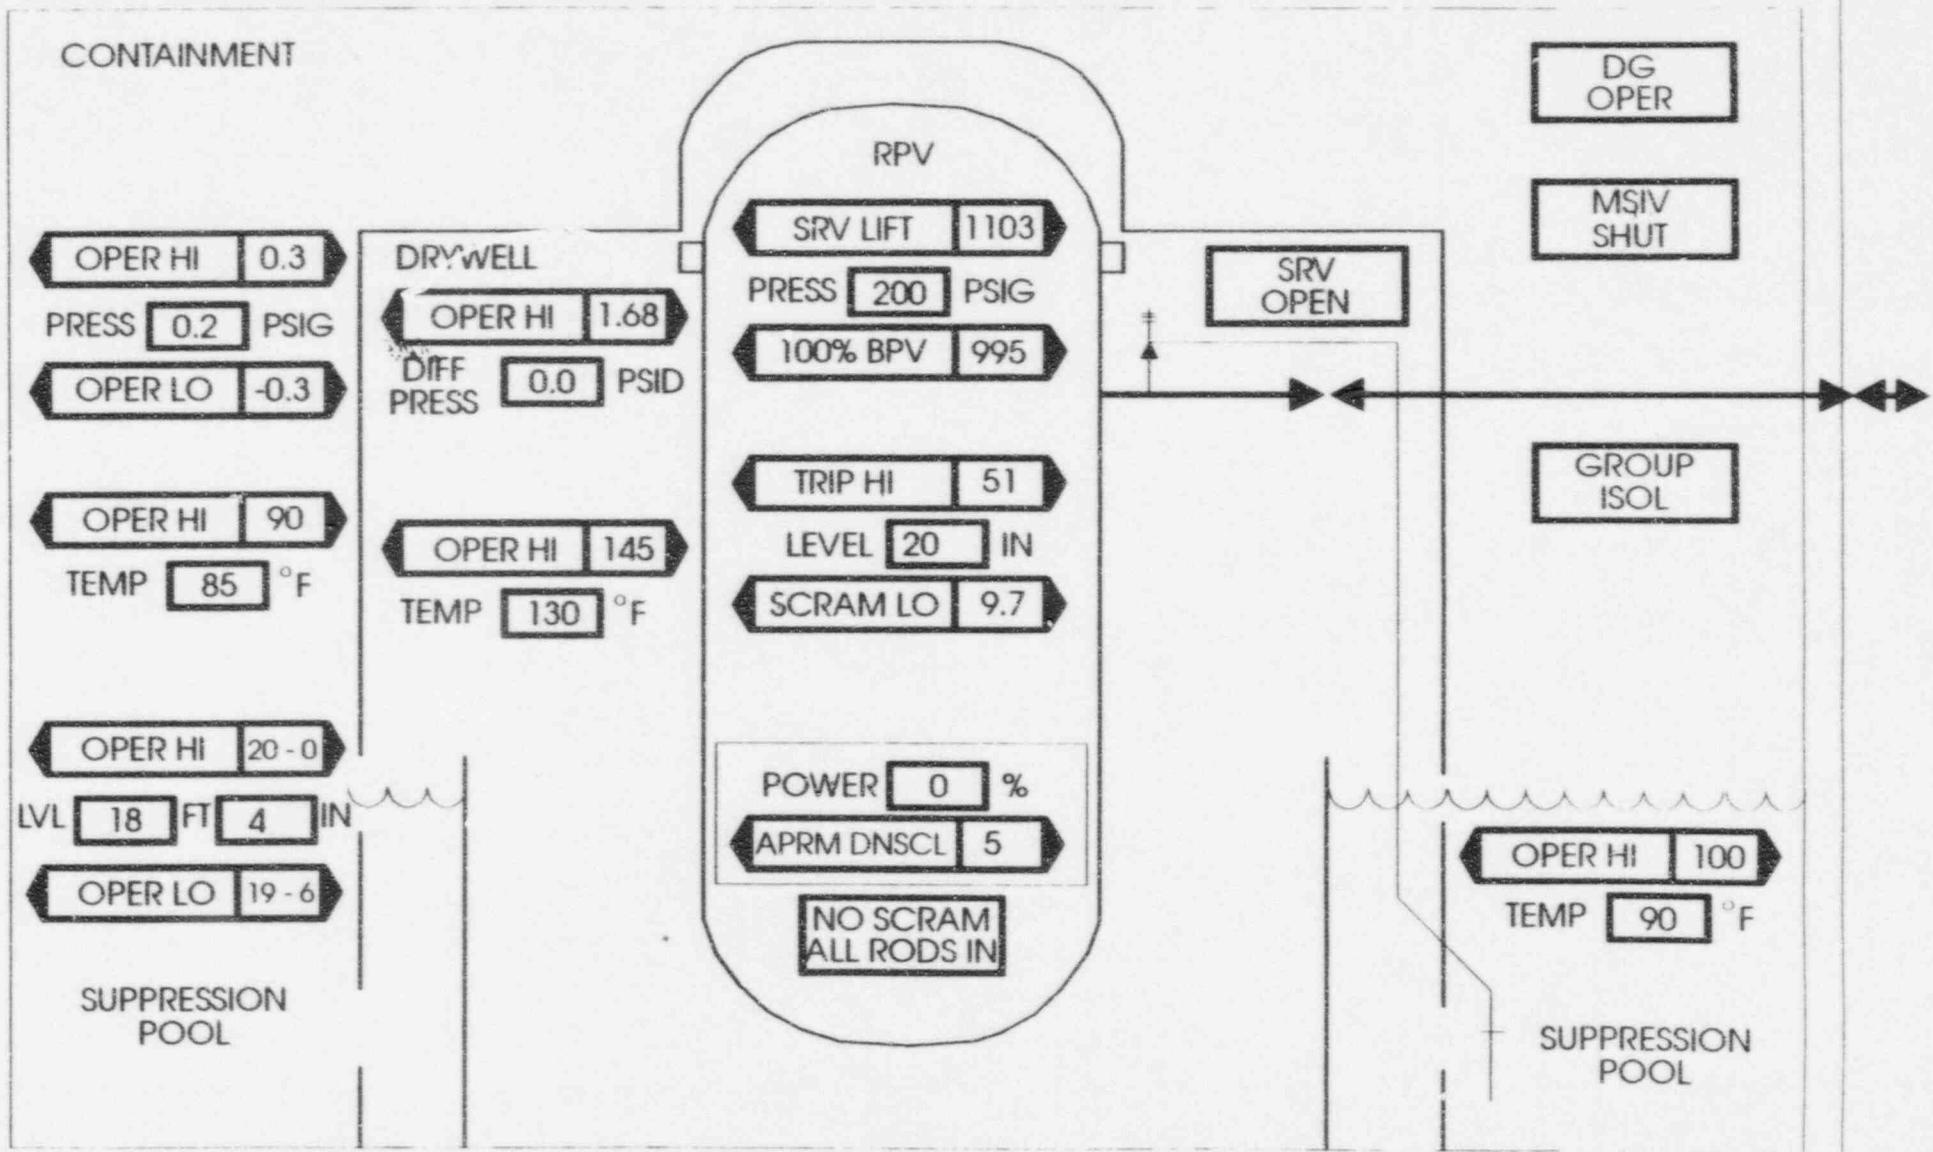 CONTAINMENT
OPER HI 0.3
PRESS 0.2 PSIG
OPER LO -0.3
OPER HI 90
TEMP 85 °F
OPER HI 20 - 0
LVL 18 FT 4 IN
OPER LO 19 - 6
SUPPRESSION
POOL
DRYWELL
OPER HI 1.68
DIFF
PRESS 0.0 PSID
OPER HI 145
TEMP 130 °F
RPV
SRV LIFT 1103
PRESS 200 PSIG
100% BPV 995
TRIP HI 51
LEVEL 20 IN
SCRAM LO 9.7
POWER 0 %
APRM DNSCL 5
NO SCRAM
ALL RODS IN
SRV
OPEN
DG
OPER
MSIV
SHUT
GROUP
ISOL
OPER HI 100
TEMP 90 °F
SUPPRESSION
POOL